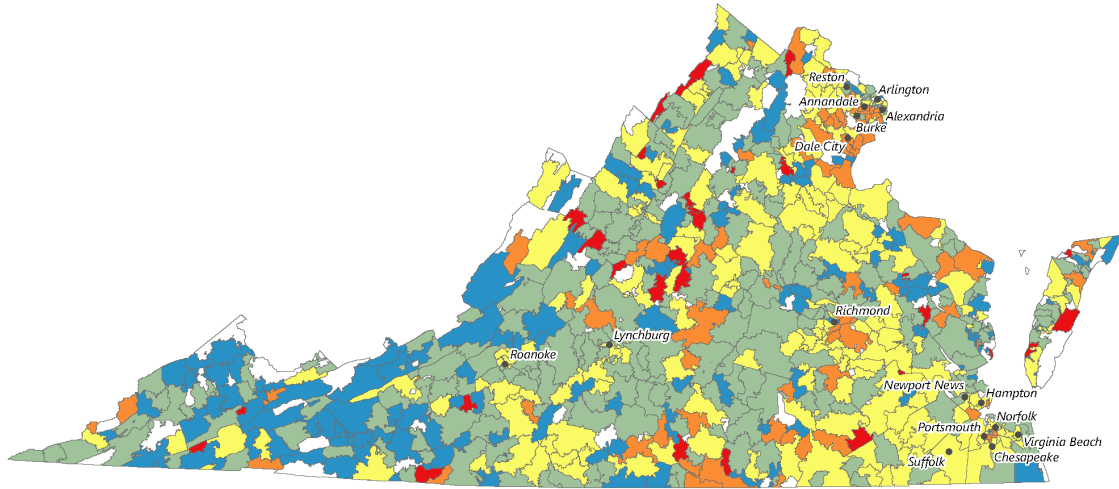 Reston
Arlington
Annandale
Alexandria
Burke
Dale City
Richmond
Lynchburg
Roanoke
Newport News
Hampton
Norfolk
Portsmouth
Virginia Beach
Chesapeake
Suffolk